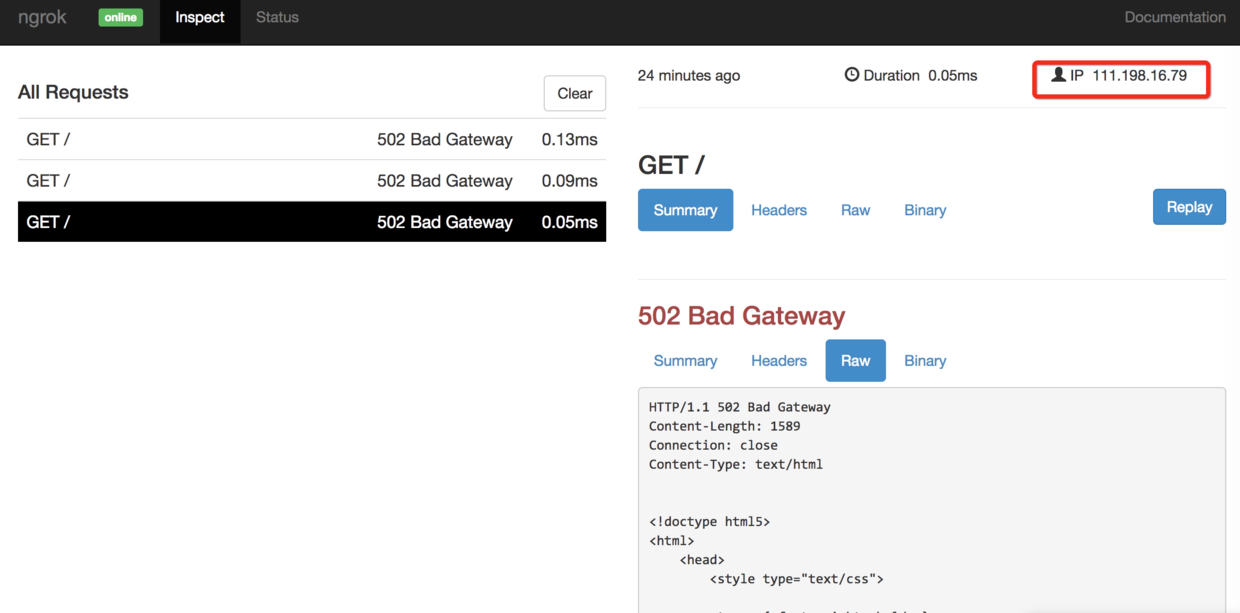 ngrok online Inspect Status Documentation
All Requests Clear
GET / 502 Bad Gateway 0.13ms
GET / 502 Bad Gateway 0.09ms
GET / 502 Bad Gateway 0.05ms
24 minutes ago Duration 0.05ms IP 111.198.16.79
GET /
Summary Headers Raw Binary Replay
502 Bad Gateway
Summary Headers Raw Binary
HTTP/1.1 502 Bad Gateway
Content-Length: 1589
Connection: close
Content-Type: text/html
<!doctype html5>
<html>
<head>
<style type="text/css">